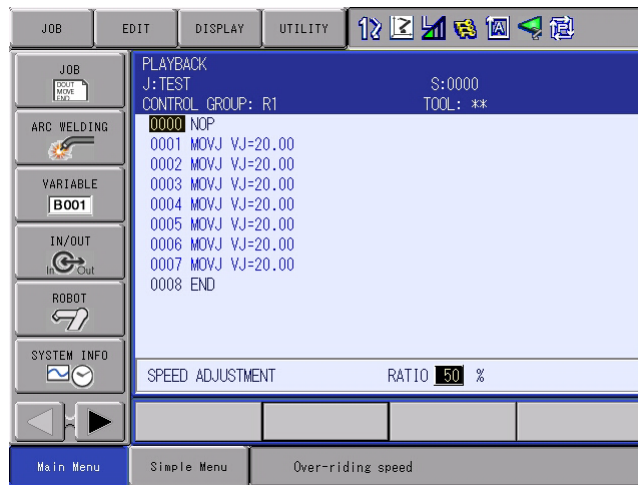 JOB EDIT DISPLAY UTILITY
JOB
DOUT
MOVE
END
ARC WELDING
VARIABLE
B001
IN/OUT
In Out
ROBOT
SYSTEM INFO
PLAYBACK
J:TEST S:0000
CONTROL GROUP: R1 TOOL: **
0000 NOP
0001 MOVJ VJ=20.00
0002 MOVJ VJ=20.00
0003 MOVJ VJ=20.00
0004 MOVJ VJ=20.00
0005 MOVJ VJ=20.00
0006 MOVJ VJ=20.00
0007 MOVJ VJ=20.00
0008 END
SPEED ADJUSTMENT RATIO 50 %
Main Menu Simple Menu Over-riding speed